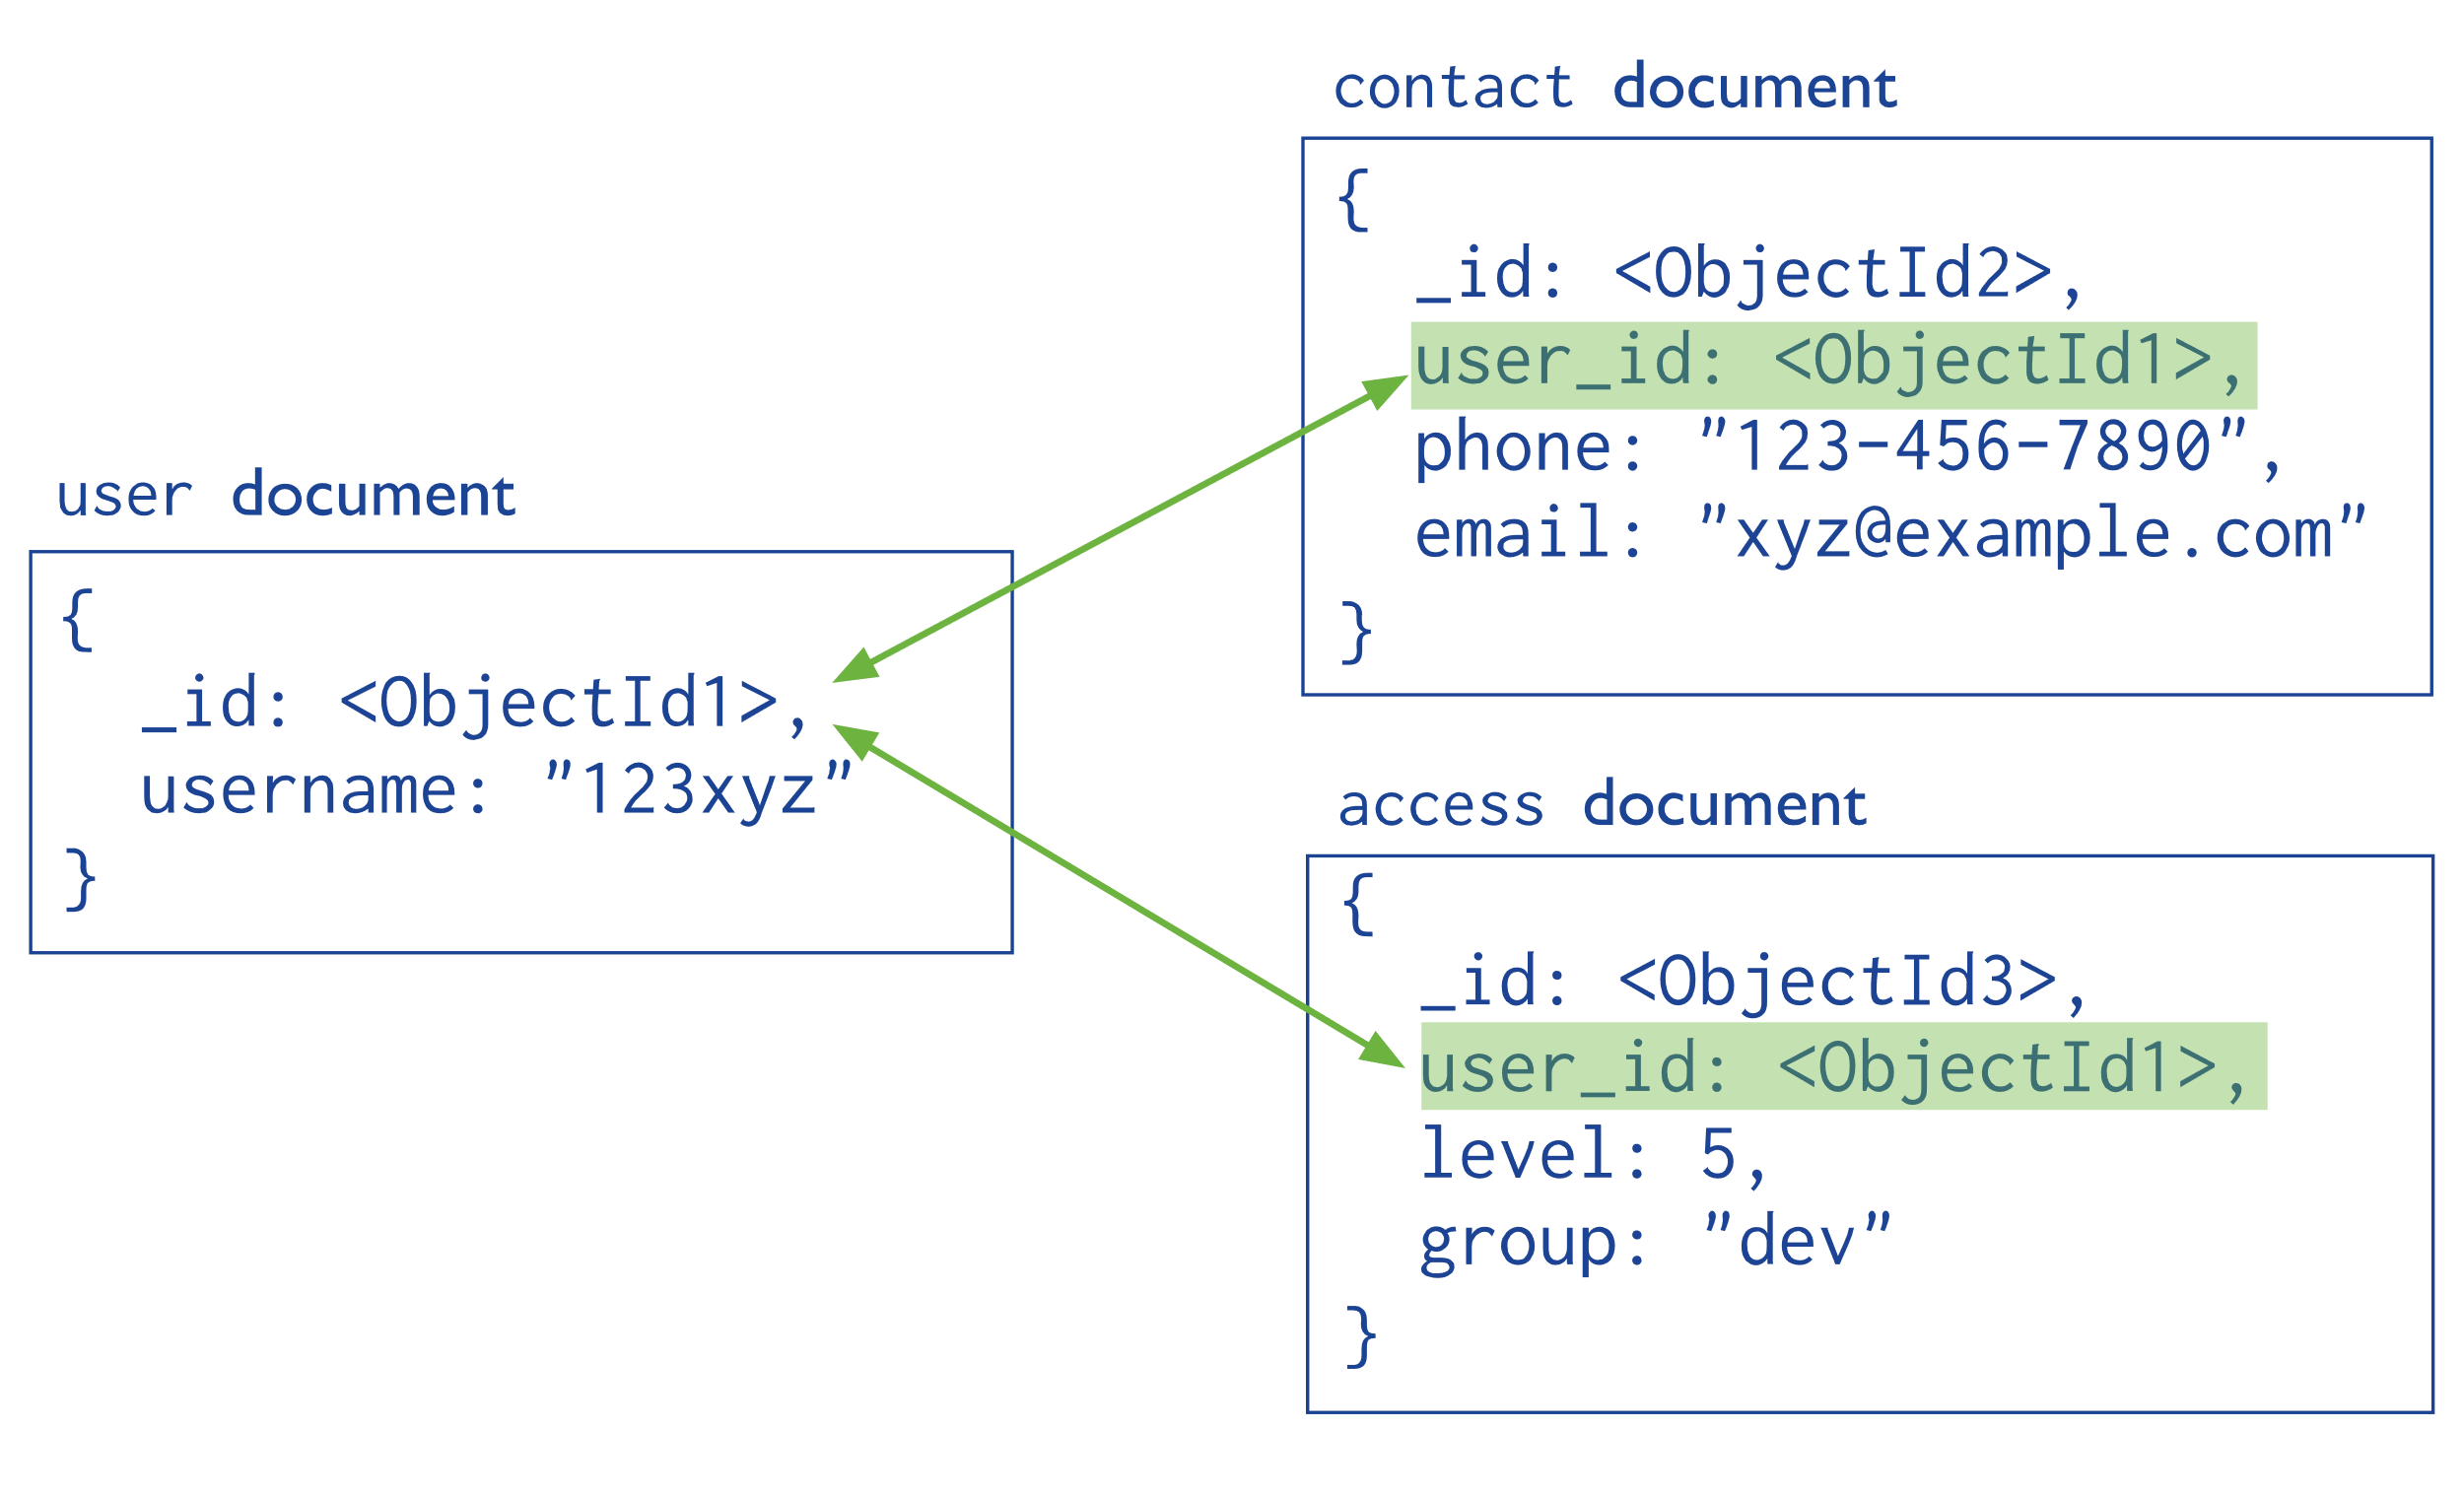 contact document
{
_id: <ObjectId2>,
user_id: <ObjectId1>,
phone: "123-456-7890",
email: "xyz@example.com"
}
user document
{
_id: <ObjectId1>,
username: "123xyz"
}
access document
{
_id: <ObjectId3>,
user_id: <ObjectId1>,
level: 5,
group: "dev"
}